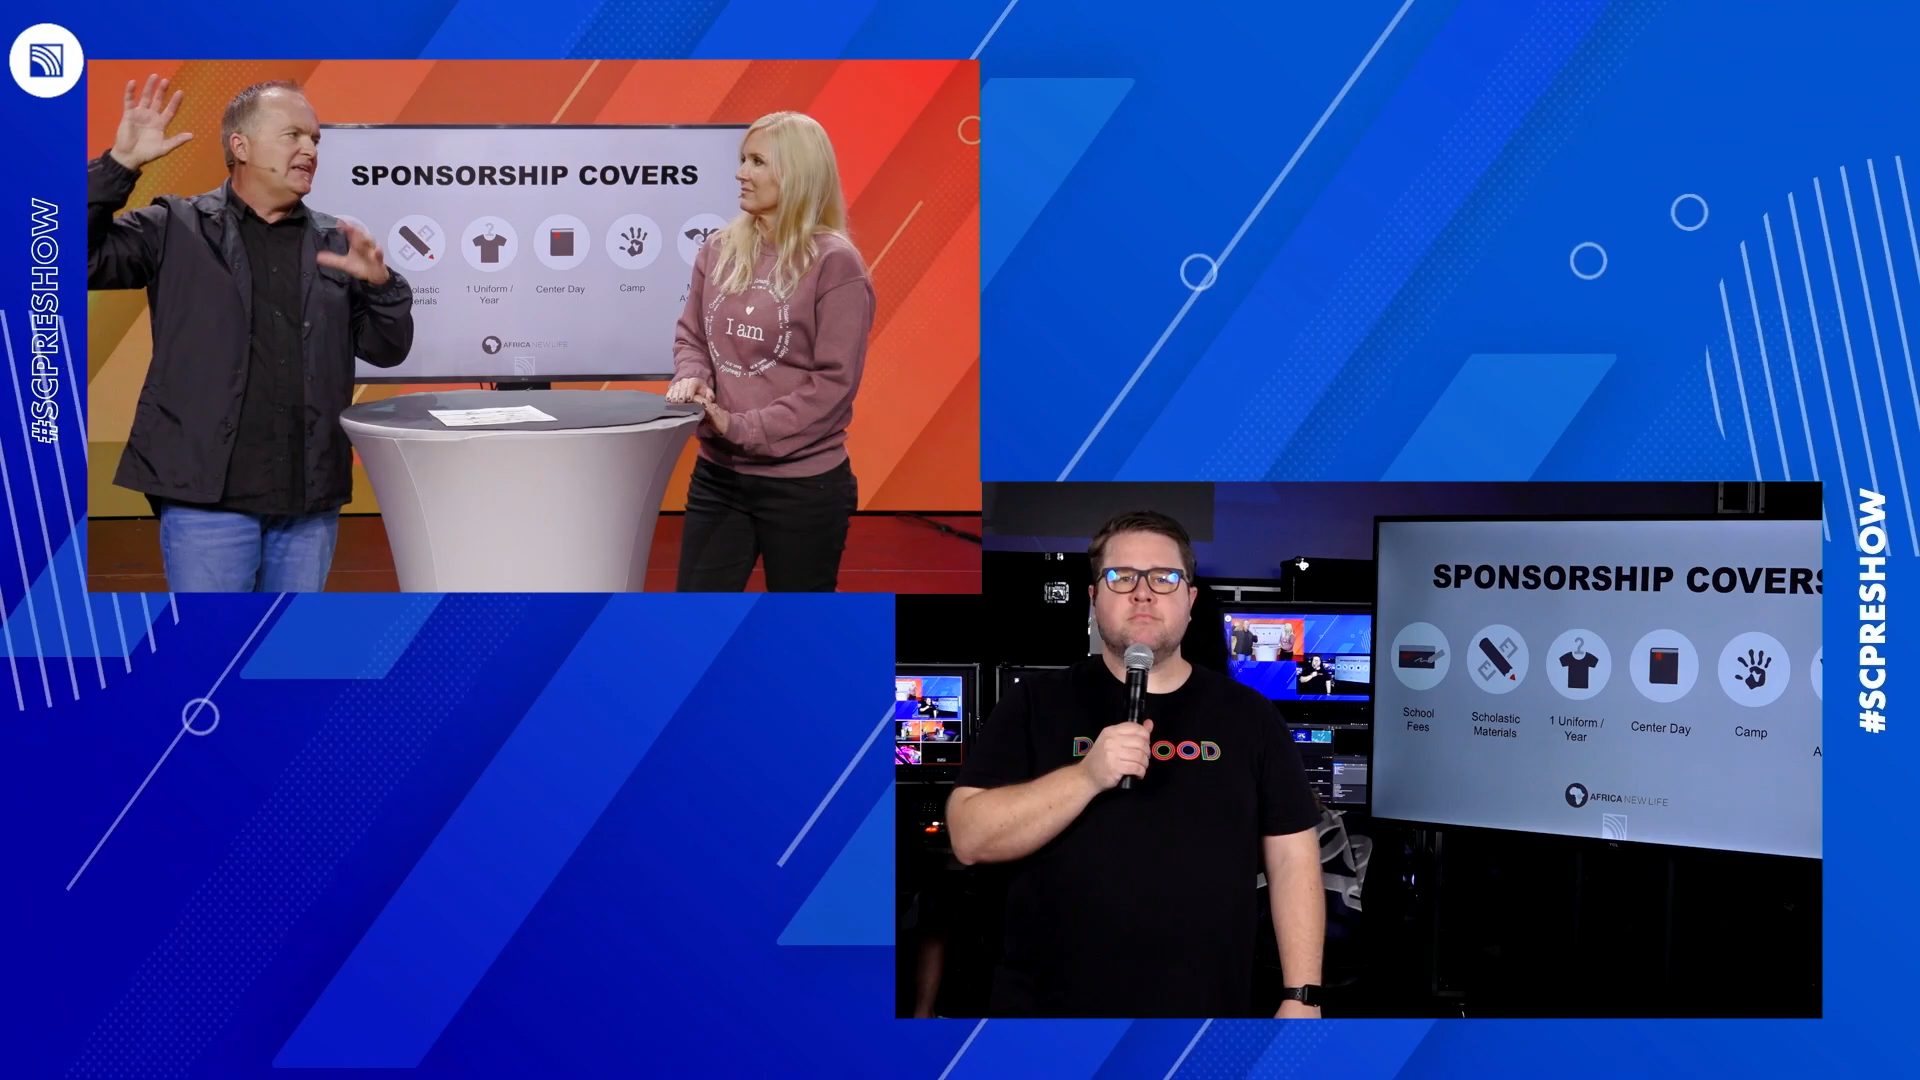 #SCPRESHOW
SPONSORSHIP COVERS
1 Uniform /
Year
Center Day
Camp
AFRICA NEW LIFE
I am
#SCPRESHOW
SPONSORSHIP COVERS
School
Fees
Scholastic
Materials
1 Uniform /
Year
Center Day
Camp
AFRICA NEW LIFE